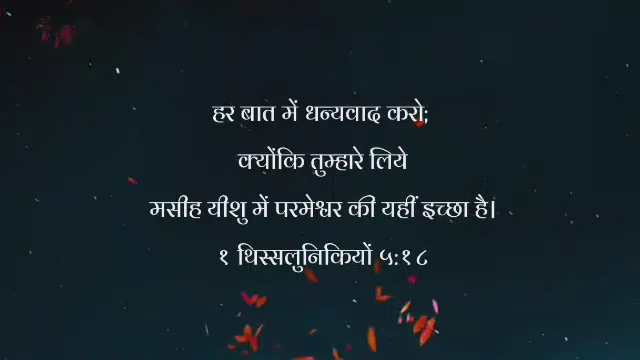 हर बात में धन्यवाद करो;
क्योंकि तुम्हारे लिये
मसीह यीशु में परमेश्वर की यहीं इच्छा है।
१ थिस्सलुनिकियों ५:१८